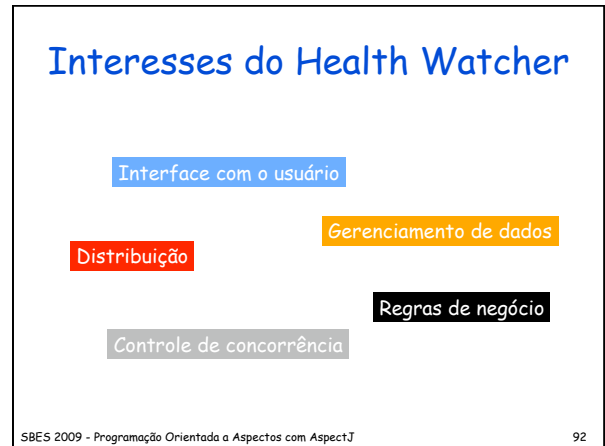 Interesses do Health Watcher
Interface com o usuário
Gerenciamento de dados
Distribuição
Regras de negócio
Controle de concorrência
SBES 2009 - Programação Orientada a Aspectos com AspectJ 92